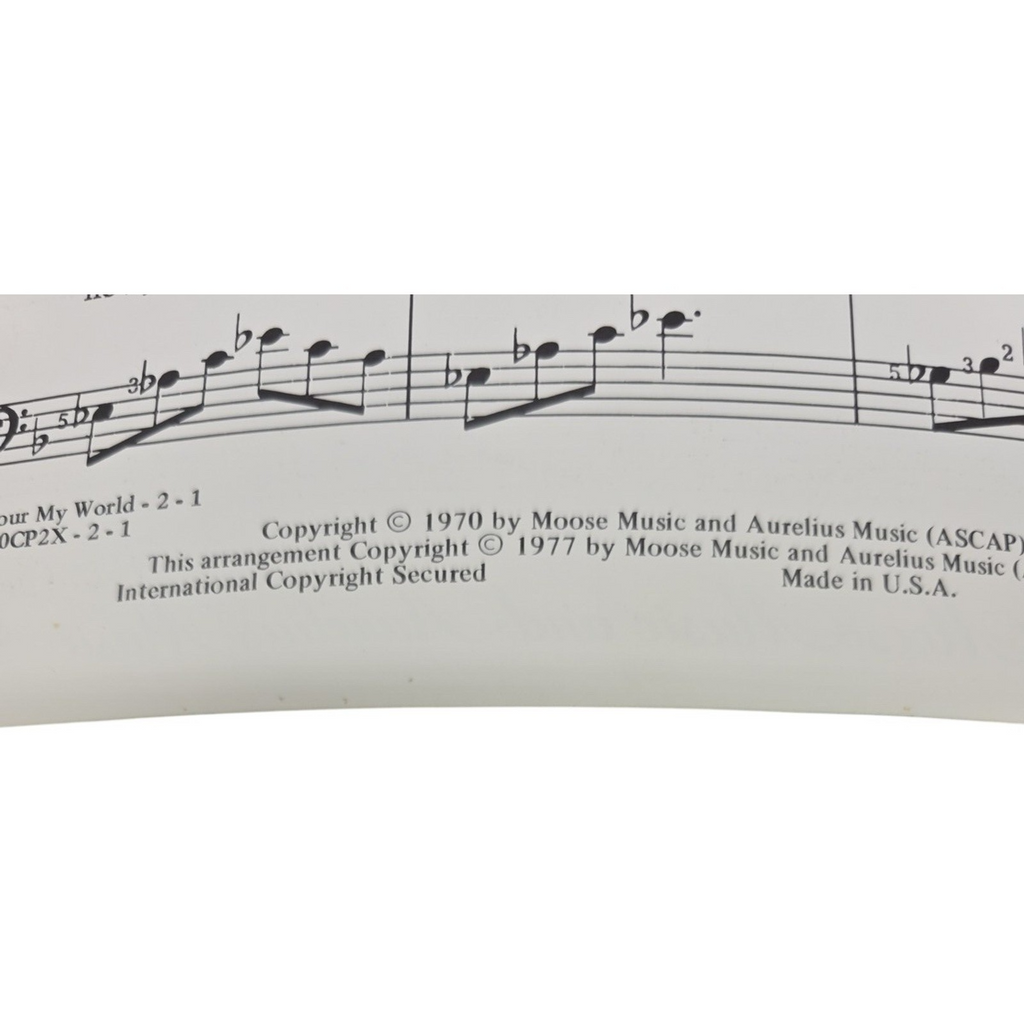 our My World - 2 - 1
0CP2X - 2 - 1
Copyright © 1970 by Moose Music and Aurelius Music (ASCAP)
This arrangement Copyright © 1977 by Moose Music and Aurelius Music (
International Copyright Secured Made in U.S.A.